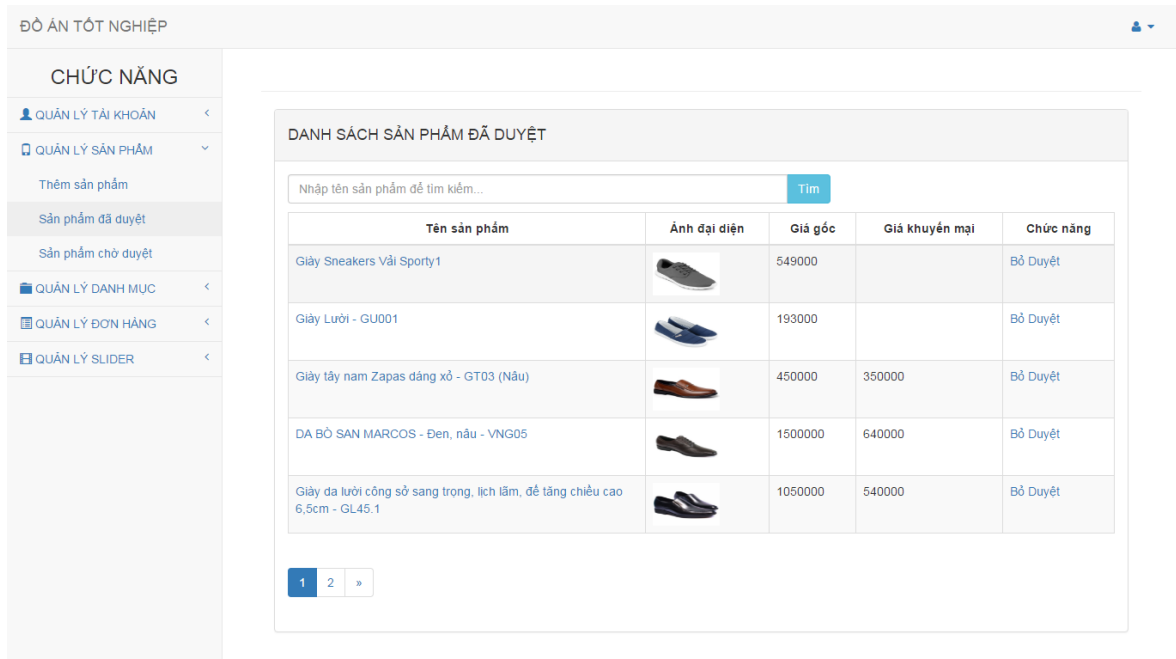 ĐỒ ÁN TỐT NGHIỆP
CHỨC NĂNG
QUẢN LÝ TÀI KHOẢN
QUẢN LÝ SẢN PHẨM
Thêm sản phẩm
Sản phẩm đã duyệt
Sản phẩm chờ duyệt
QUẢN LÝ DANH MỤC
QUẢN LÝ ĐƠN HÀNG
QUẢN LÝ SLIDER
DANH SÁCH SẢN PHẨM ĐÃ DUYỆT
Nhập tên sản phẩm để tìm kiếm... Tìm
Tên sản phẩm Ảnh đại diện Giá gốc Giá khuyến mại Chức năng
Giày Sneakers Vải Sporty1 549000 Bỏ Duyệt
Giày Lười - GU001 193000 Bỏ Duyệt
Giày tây nam Zapas dáng xỏ - GT03 (Nâu) 450000 350000 Bỏ Duyệt
DA BÒ SAN MARCOS - Đen, nâu - VNG05 1500000 640000 Bỏ Duyệt
Giày da lười công sở sang trọng, lịch lãm, đế tăng chiều cao 1050000 540000 Bỏ Duyệt
6,5cm - GL45.1
1 2 »